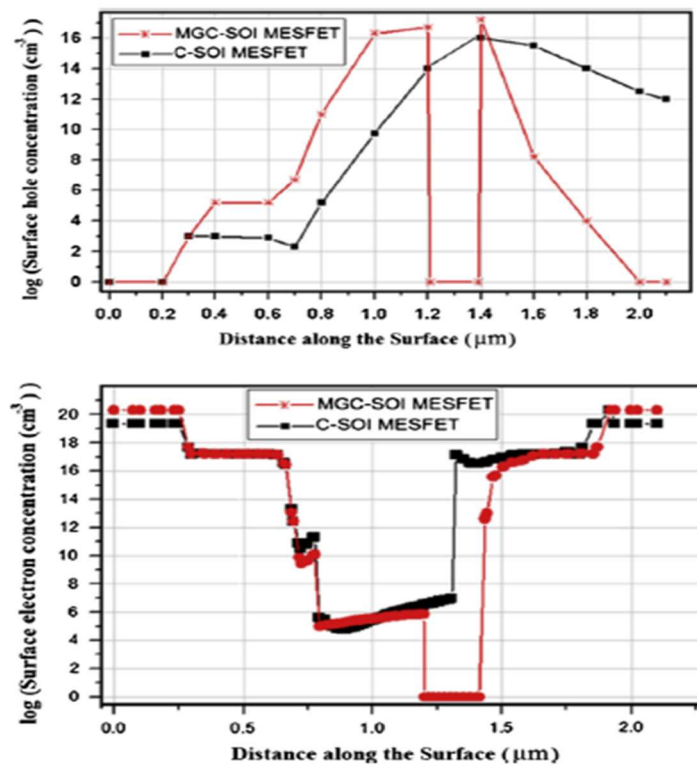 log (Surface hole concentration (cm-3))
16
14
12
10
8
6
4
2
0
MGC-SOI MESFET
C-SOI MESFET
0.0 0.2 0.4 0.6 0.8 1.0 1.2 1.4 1.6 1.8 2.0
Distance along the Surface (μm)
log (Surface electron concentration (cm-3))
20
18
16
14
12
10
8
6
4
2
0
MGC-SOI MESFET
C-SOI MESFET
0.0 0.5 1.0 1.5 2.0
Distance along the Surface (μm)